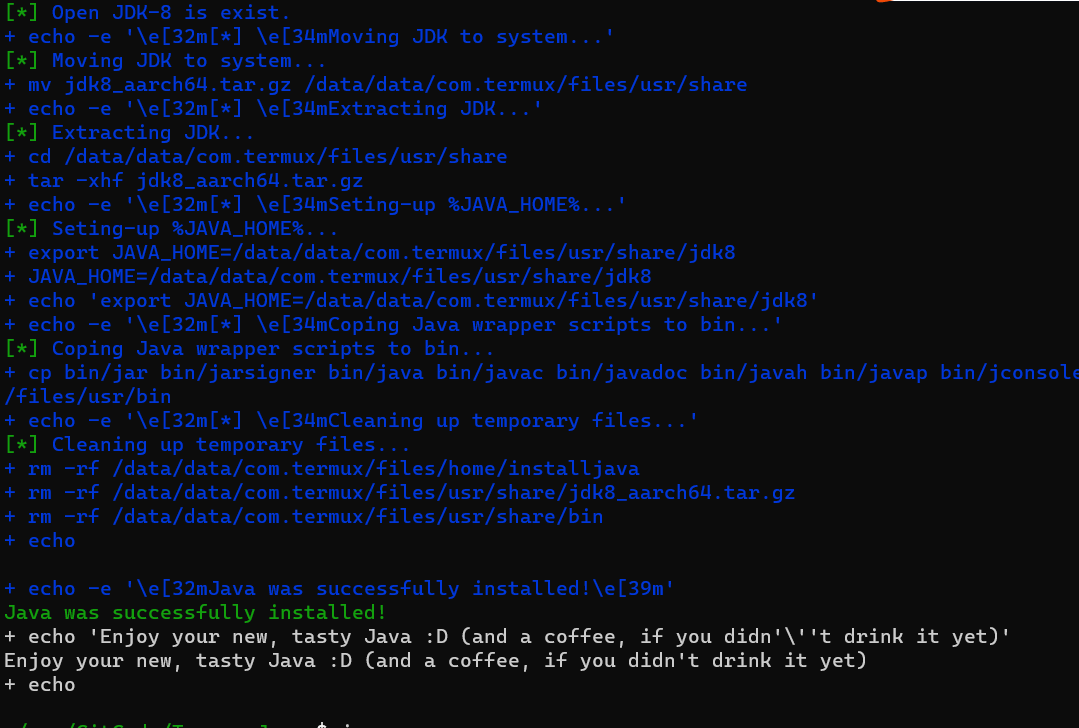 [*] Open JDK-8 is exist.
+ echo -e '\e[32m[*] \e[34mMoving JDK to system...'
[*] Moving JDK to system...
+ mv jdk8_aarch64.tar.gz /data/data/com.termux/files/usr/share
+ echo -e '\e[32m[*] \e[34mExtracting JDK...'
[*] Extracting JDK...
+ cd /data/data/com.termux/files/usr/share
+ tar -xhf jdk8_aarch64.tar.gz
+ echo -e '\e[32m[*] \e[34mSeting-up %JAVA_HOME%...'
[*] Seting-up %JAVA_HOME%...
+ export JAVA_HOME=/data/data/com.termux/files/usr/share/jdk8
+ JAVA_HOME=/data/data/com.termux/files/usr/share/jdk8
+ echo 'export JAVA_HOME=/data/data/com.termux/files/usr/share/jdk8'
+ echo -e '\e[32m[*] \e[34mCoping Java wrapper scripts to bin...'
[*] Coping Java wrapper scripts to bin...
+ cp bin/jar bin/jarsigner bin/java bin/javac bin/javadoc bin/javah bin/javap bin/jconsole
/files/usr/bin
+ echo -e '\e[32m[*] \e[34mCleaning up temporary files...'
[*] Cleaning up temporary files...
+ rm -rf /data/data/com.termux/files/home/installjava
+ rm -rf /data/data/com.termux/files/usr/share/jdk8_aarch64.tar.gz
+ rm -rf /data/data/com.termux/files/usr/share/bin
+ echo
+ echo -e '\e[32mJava was successfully installed!\e[39m'
Java was successfully installed!
+ echo 'Enjoy your new, tasty Java :D (and a coffee, if you didn'\''t drink it yet)'
Enjoy your new, tasty Java :D (and a coffee, if you didn't drink it yet)
+ echo